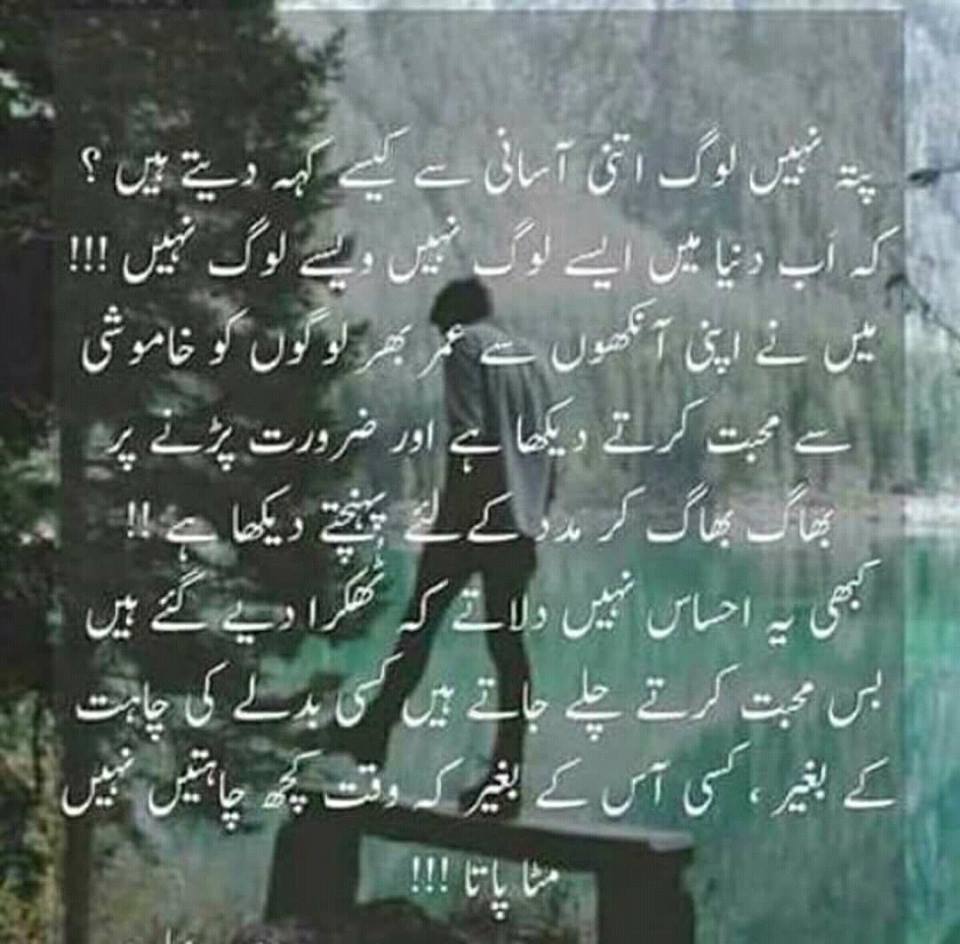 پتہ نہیں لوگ اتنی آسانی سے کیسے کہہ دیتے ہیں ؟
کہ اَب دنیا میں ایسے لوگ نہیں ویسے لوگ نہیں !!!
میں نے اپنی آنکھوں سے عمر بھر لوگوں کو خاموشی
سے محبت کرتے دیکھا ہے اور ضرورت پڑنے پر
بھاگ بھاگ کر مدد کے لئے پہنچتے دیکھا ہے !!
کبھی یہ احساس نہیں دلاتے کہ ٹھکرا دیے گئے ہیں
بس محبت کرتے چلے جاتے ہیں کسی بدلے کی چاہت
کے بغیر ، کسی آس کے بغیر کہ وقت کچھ چاہتیں نہیں
مٹا پاتا !!!